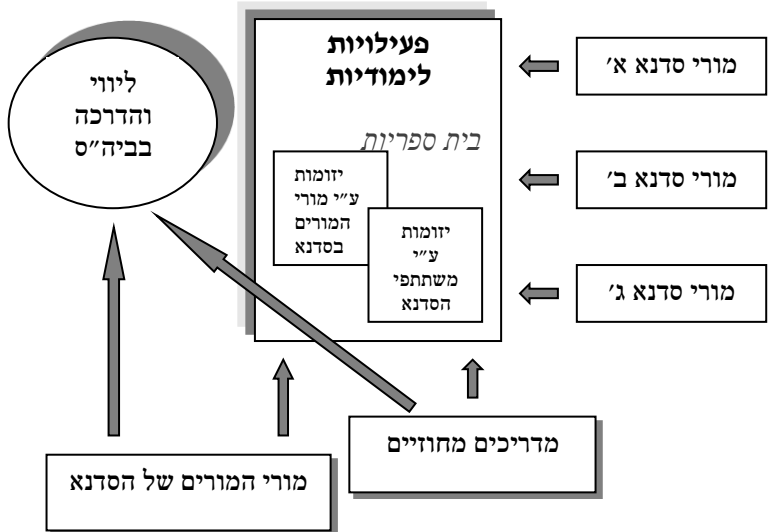 פעילויות
לימודיות
בית ספריות
יזומות
ע״י מורי
המורים
בסדנא
יזומות
ע״י
משתתפי
הסדנא
מורי סדנא א׳
מורי סדנא ב׳
מורי סדנא ג׳
ליווי
והדרכה
בביה״ס
מדריכים מחוזיים
מורי המורים של הסדנא